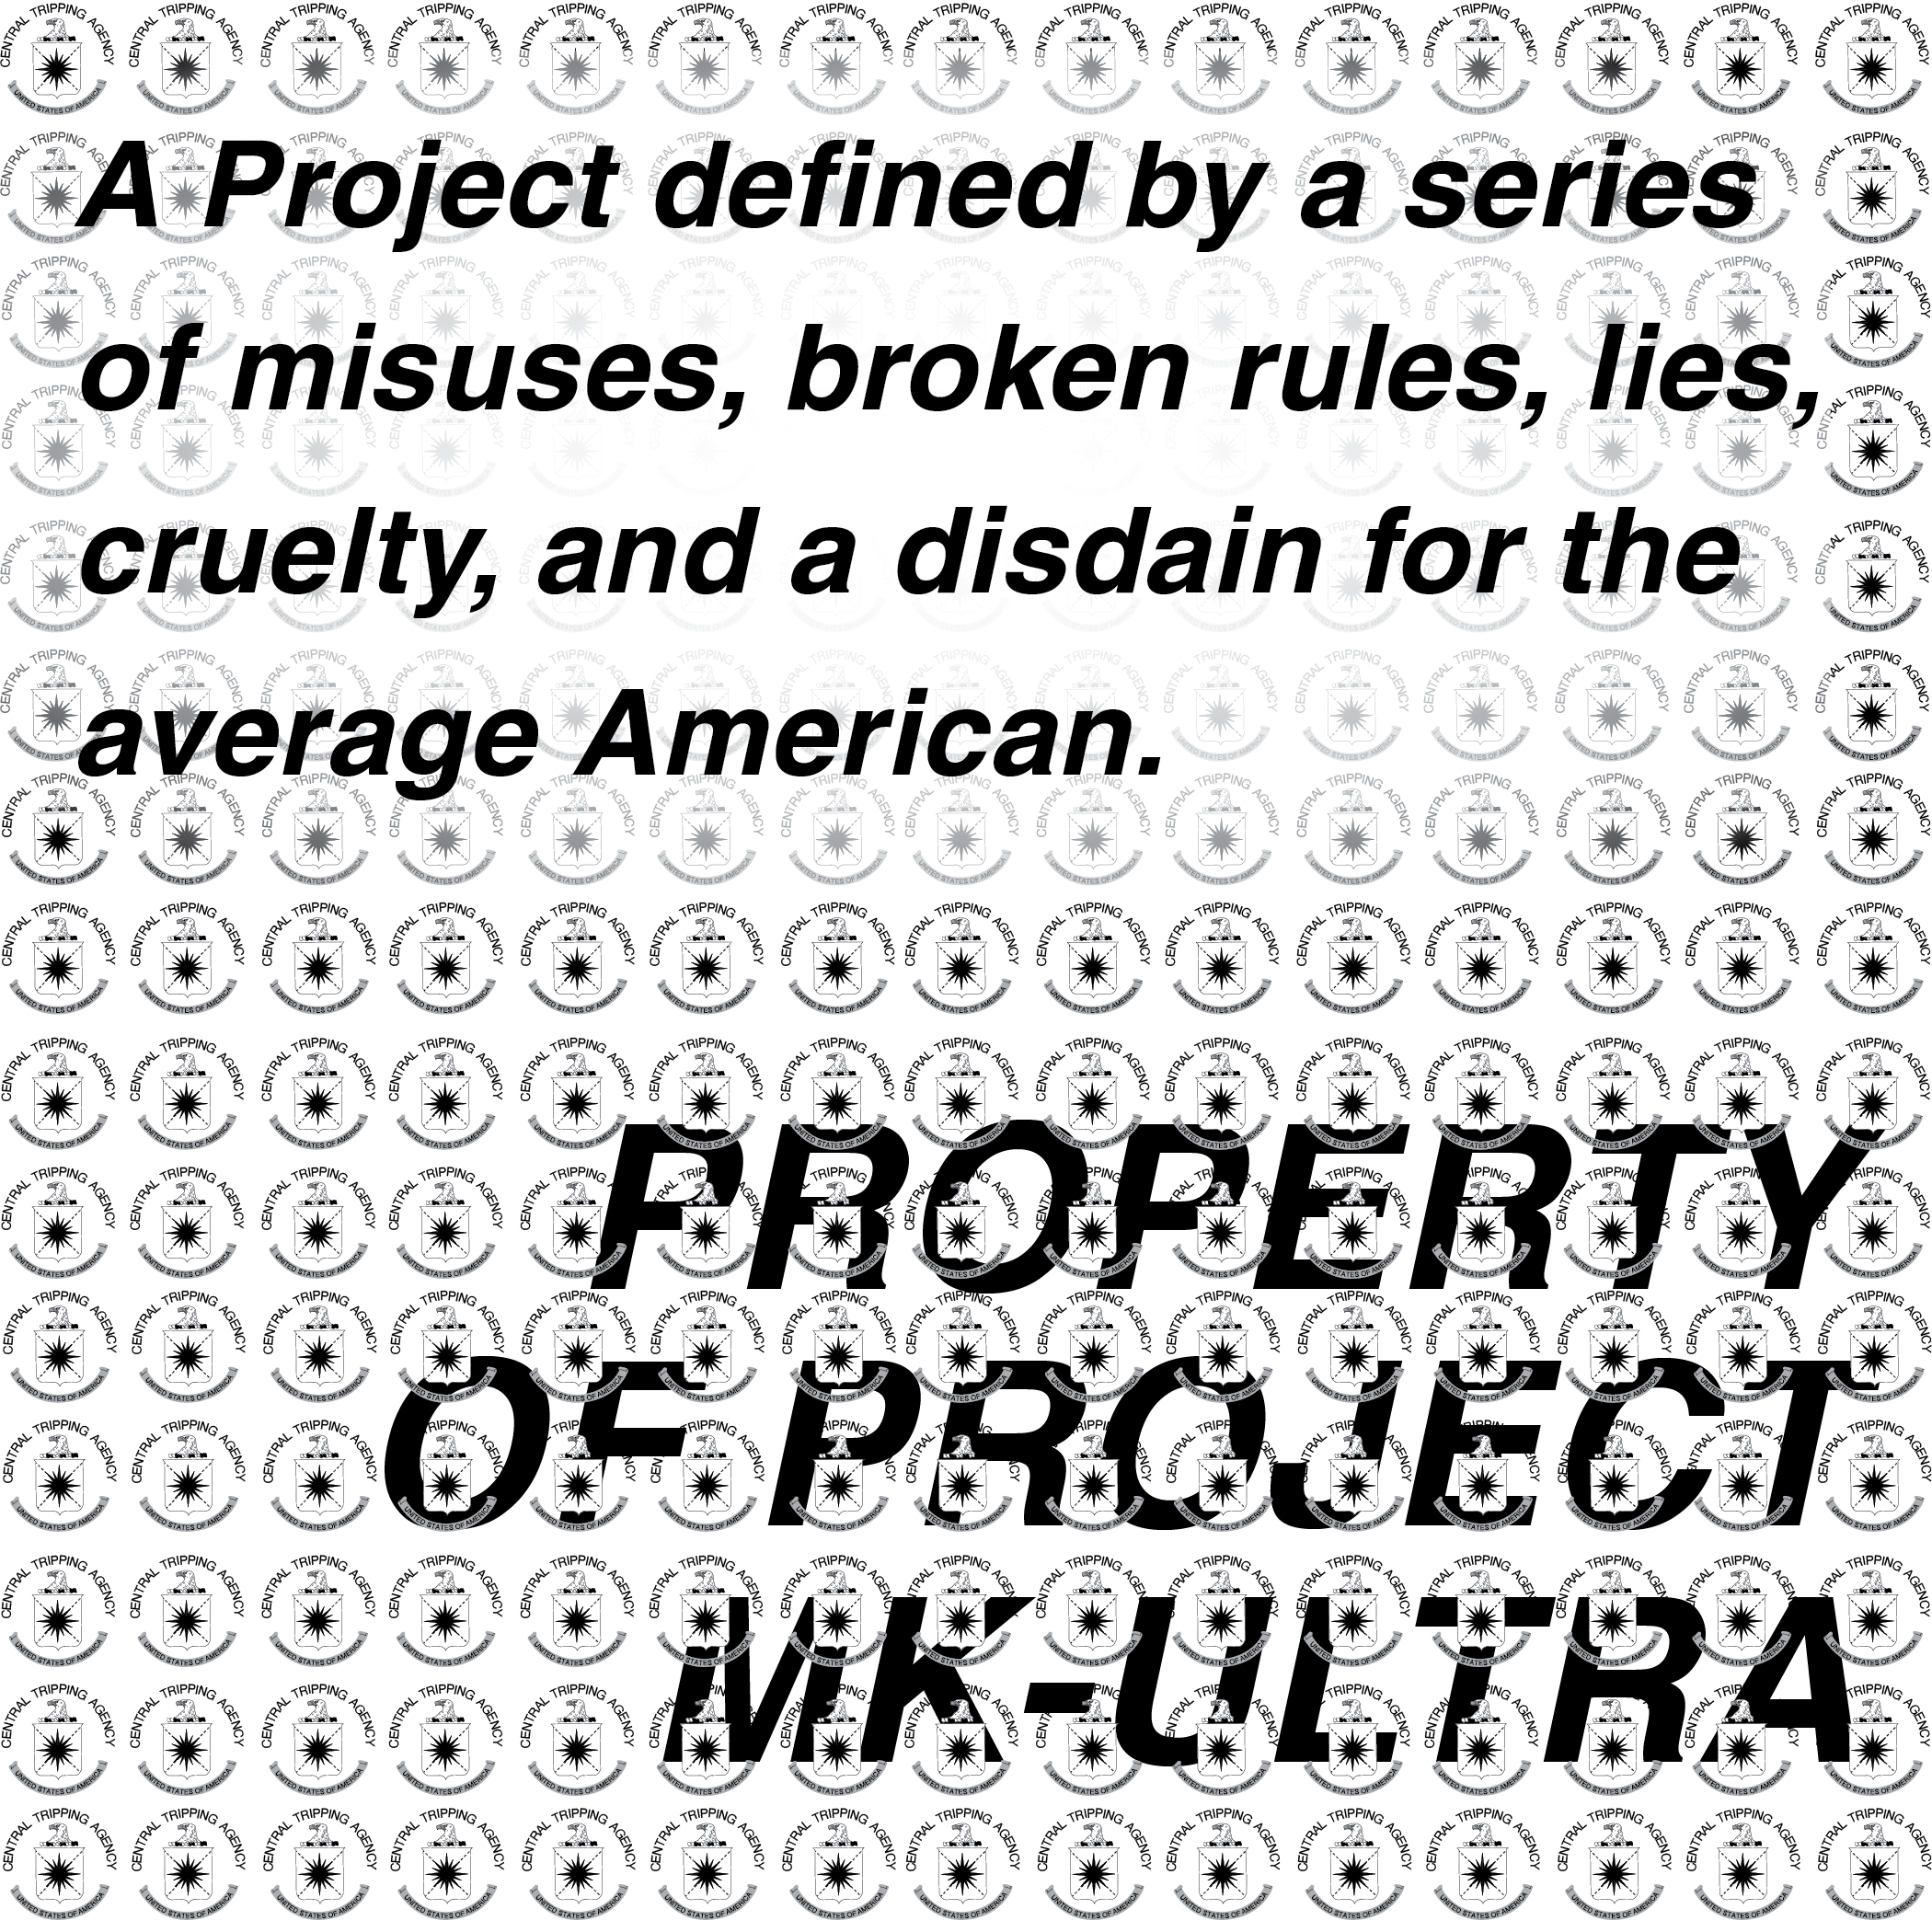 CENTRAL TRIPPING AGENCY
UNITED STATES OF AMERICA
A Project defined by a series
of misuses, broken rules, lies,
cruelty, and a disdain for the
average American.
PROPERTY
OF PROJECT
MK-ULTRA